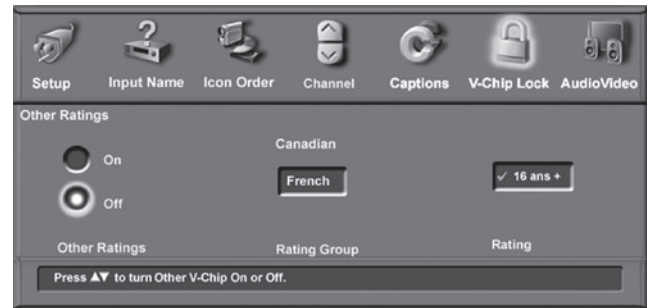 Setup Input Name Icon Order Channel Captions V-Chip Lock AudioVideo
Other Ratings
Canadian
On
French
✓ 16 ans +
Off
Other Ratings Rating Group Rating
Press ▲▼ to turn Other V-Chip On or Off.